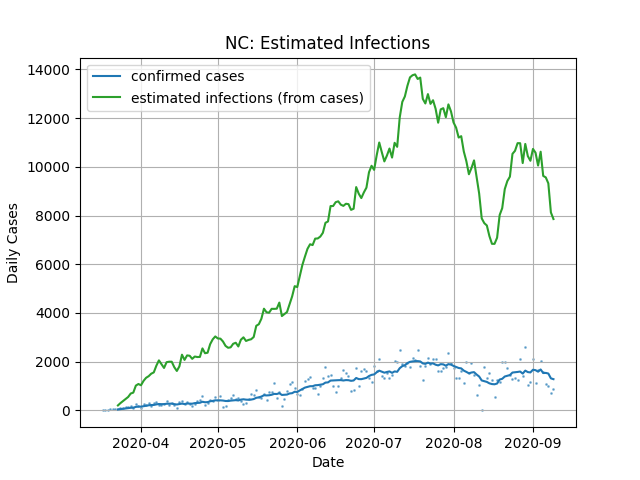 NC: Estimated Infections
confirmed cases
estimated infections (from cases)
Daily Cases
14000
12000
10000
8000
6000
4000
2000
0
2020-04 2020-05 2020-06 2020-07 2020-08 2020-09
Date